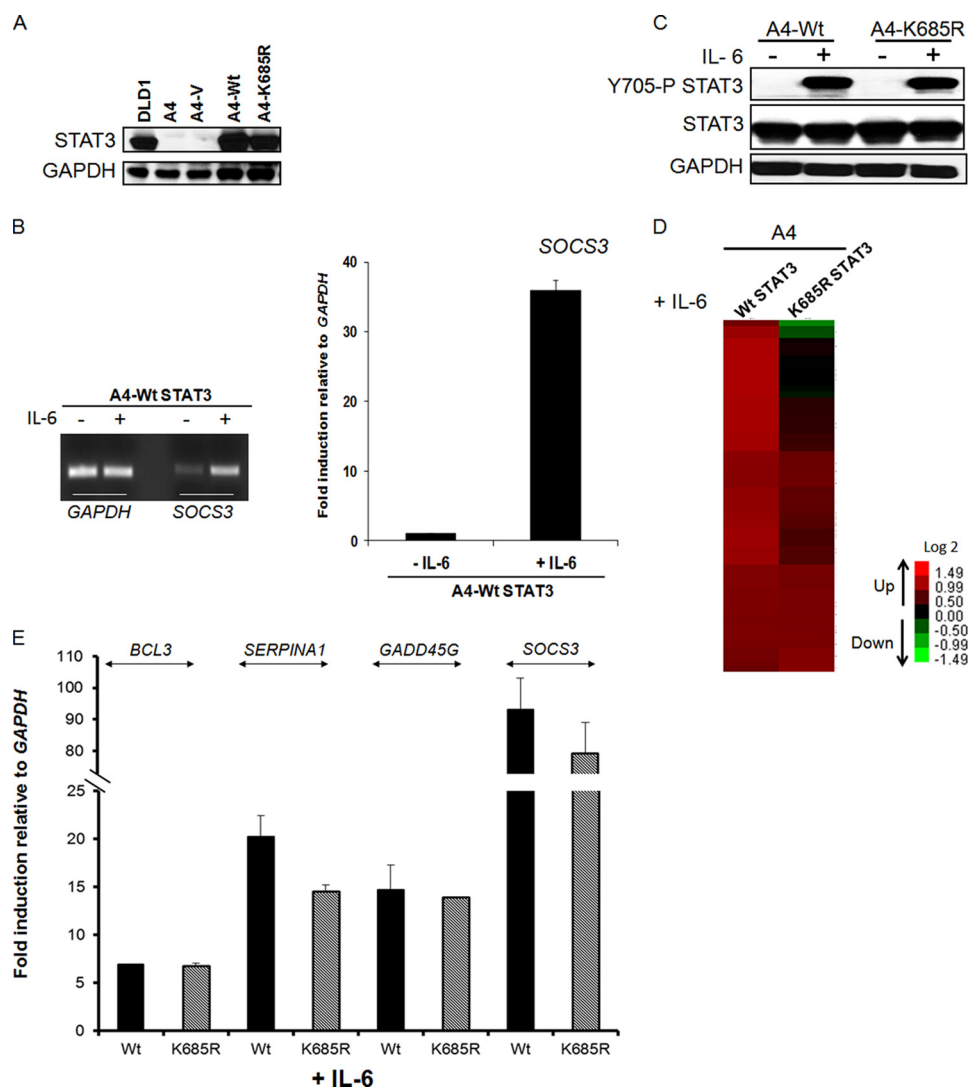 A
DLD1
A4
A4-V
A4-Wt
A4-K685R
STAT3
GAPDH
C
A4-Wt A4-K685R
IL- 6 - + - +
Y705-P STAT3
STAT3
GAPDH
B
A4-Wt STAT3
IL-6 - + - +
GAPDH SOCS3
SOCS3
Fold induction relative to GAPDH
40
30
20
10
0
- IL-6 + IL-6
A4-Wt STAT3
D
A4
+ IL-6
Wt STAT3
K685R STAT3
Log 2
Up
Down
1.49
0.99
0.50
0.00
-0.50
-0.99
-1.49
E
BCL3 SERPINA1 GADD45G SOCS3
Fold induction relative to GAPDH
110
100
90
80
25
20
15
10
5
0
Wt K685R Wt K685R Wt K685R Wt K685R
+ IL-6